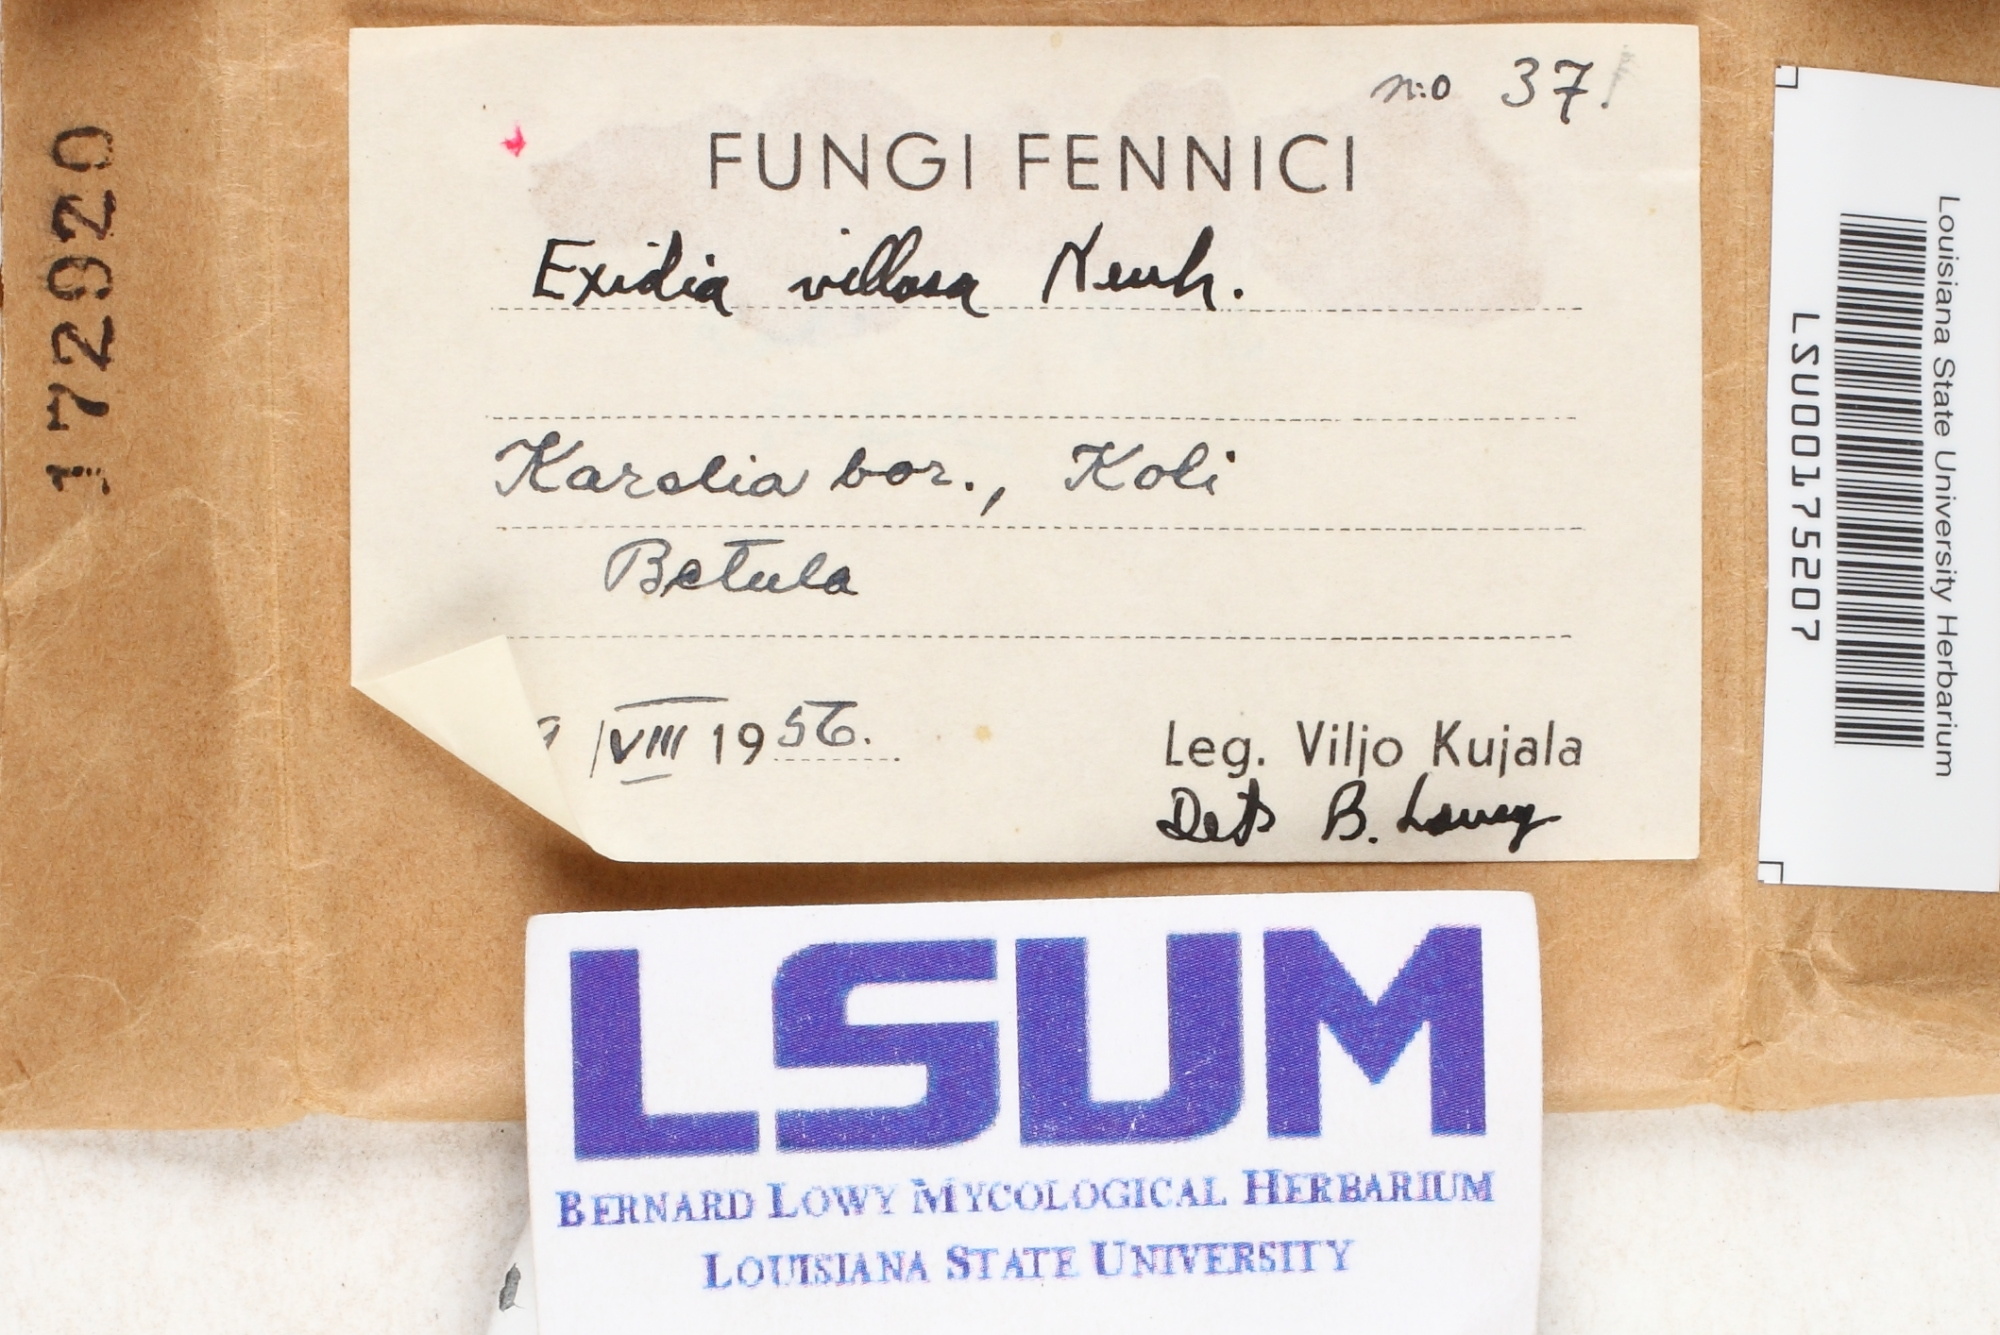 172920
n:o 37.
FUNGI FENNICI
Exidia villosa Neuh.
Karelia bor., Koli
Betula
/VIII 1956.
Leg. Viljo Kujala
Det. B. Lowy
Louisiana State University Herbarium
LSU00175207
LSUM
BERNARD LOWY MYCOLOGICAL HERBARIUM
LOUISIANA STATE UNIVERSITY